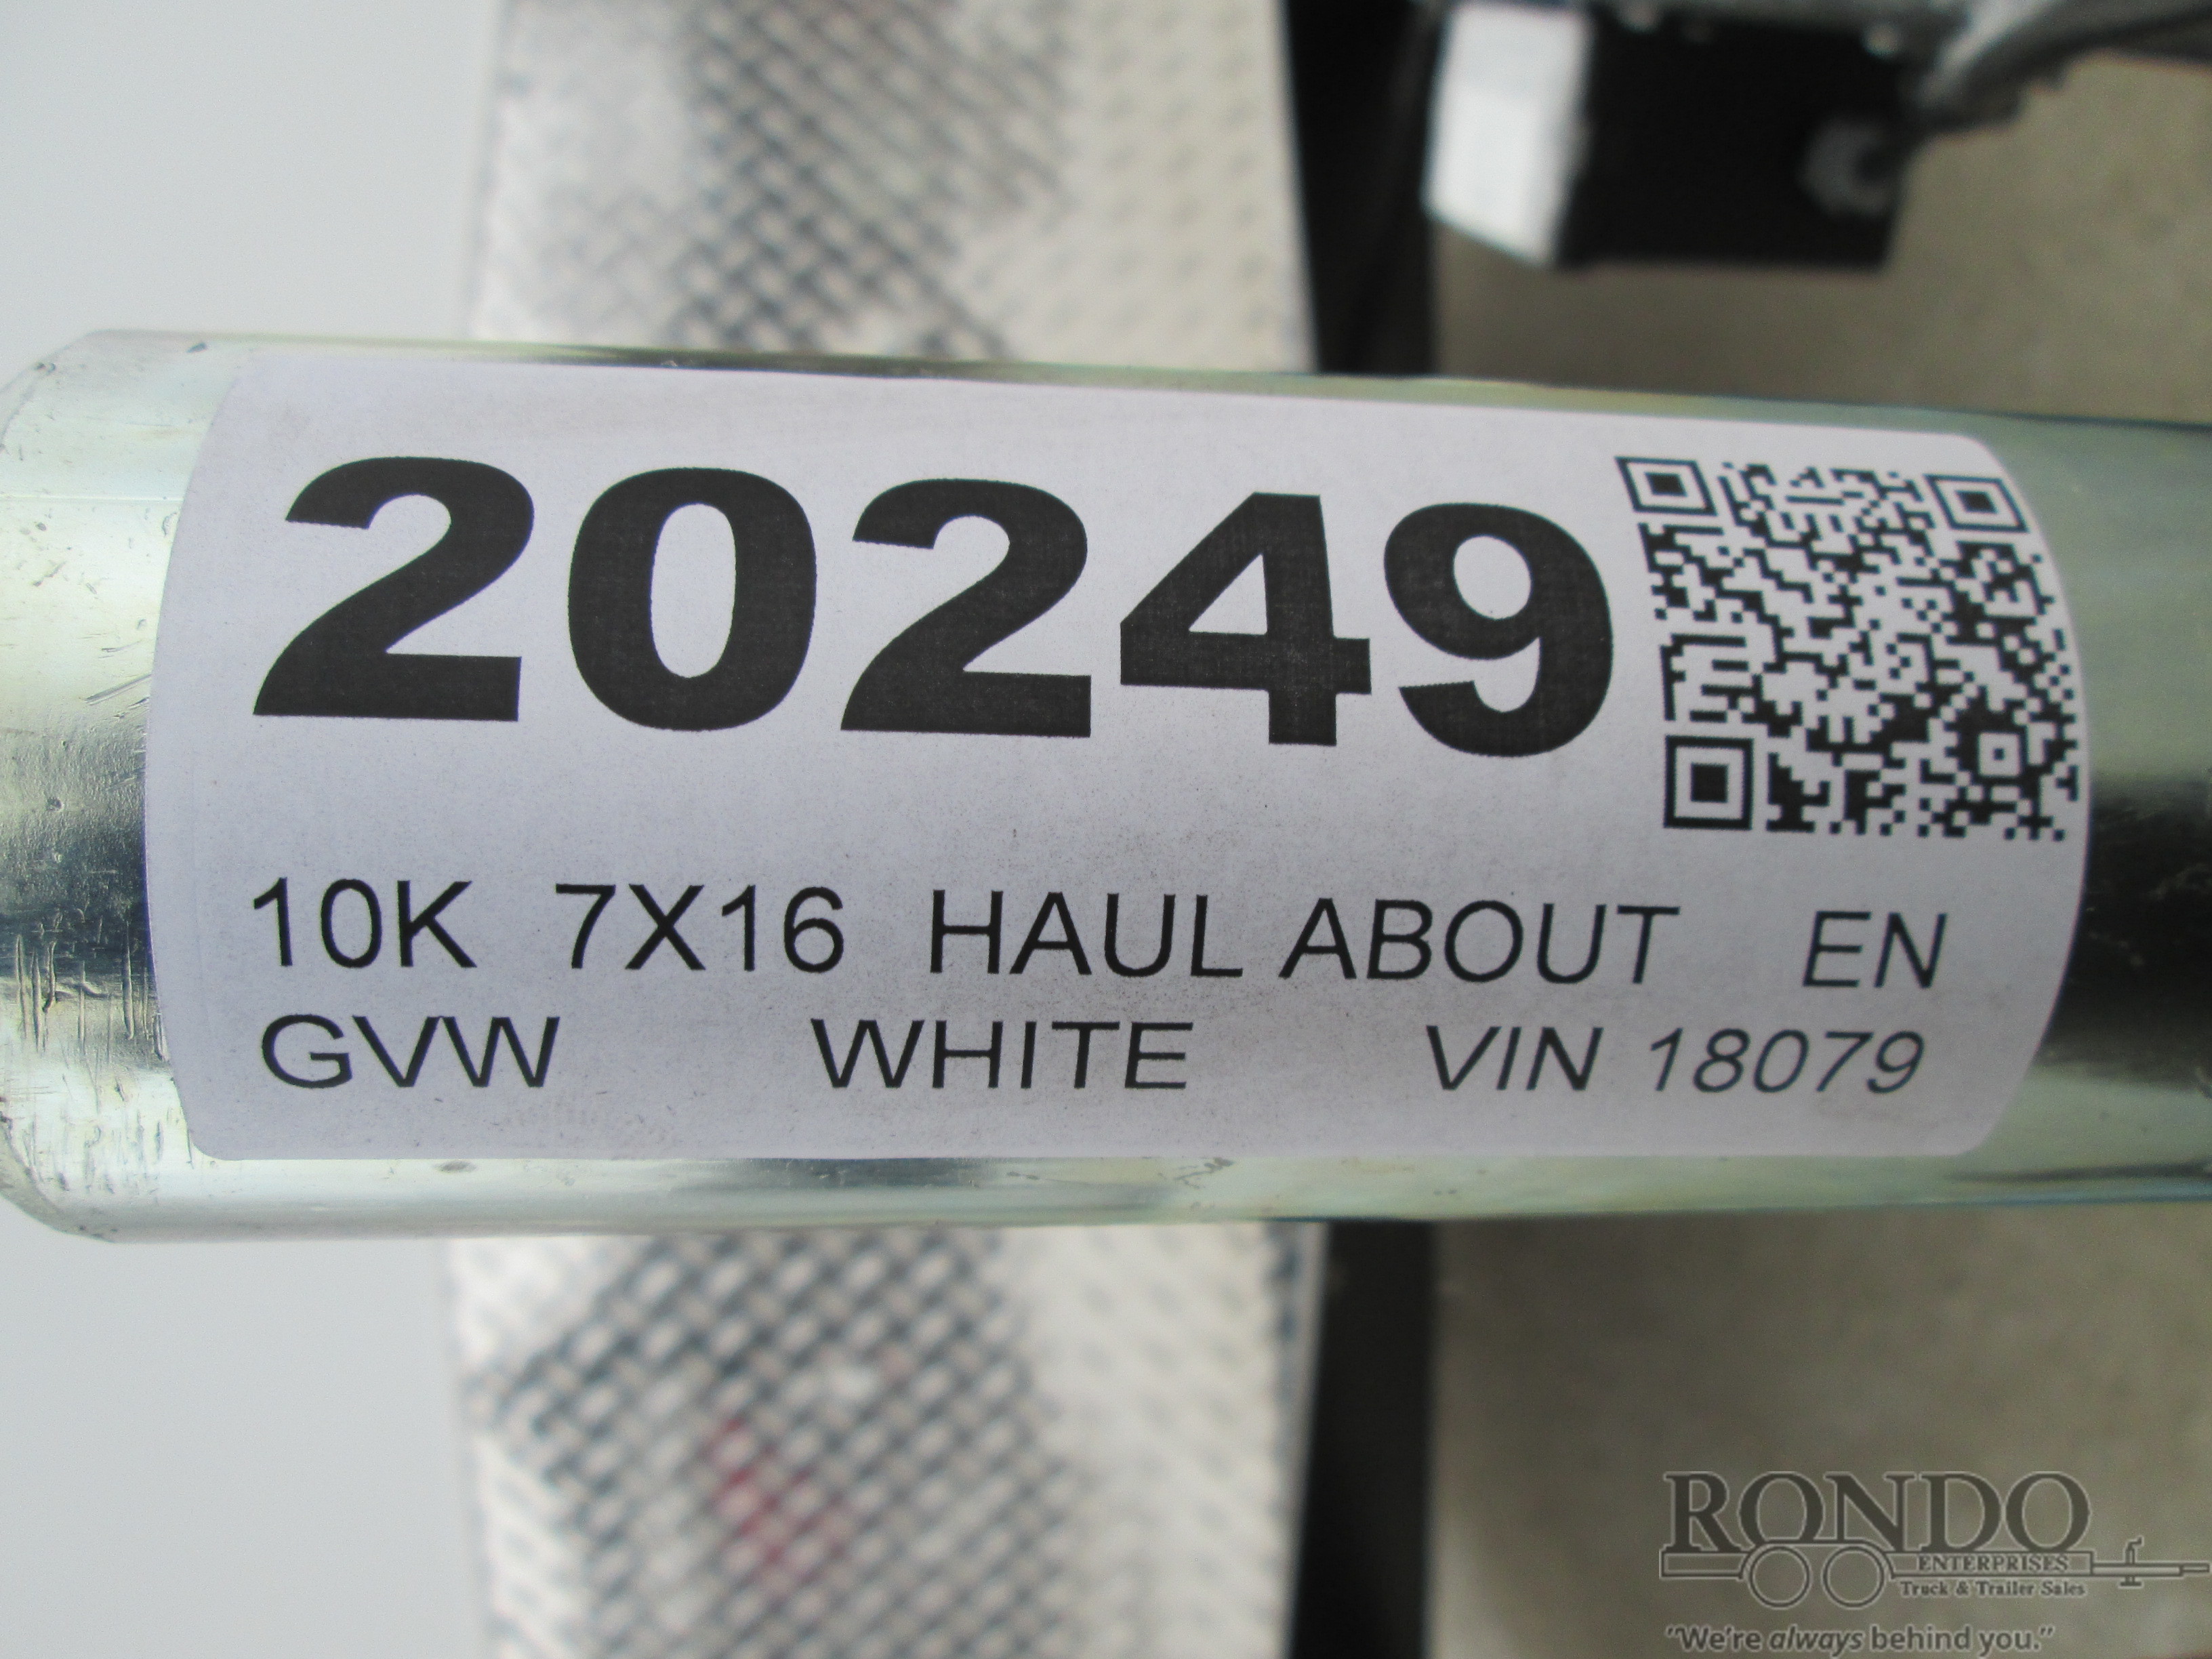 20249
10K 7X16 HAUL ABOUT EN
GVW WHITE VIN 18079
RONDO
ENTERPRISES
Truck & Trailer Sales
"We're always behind you."